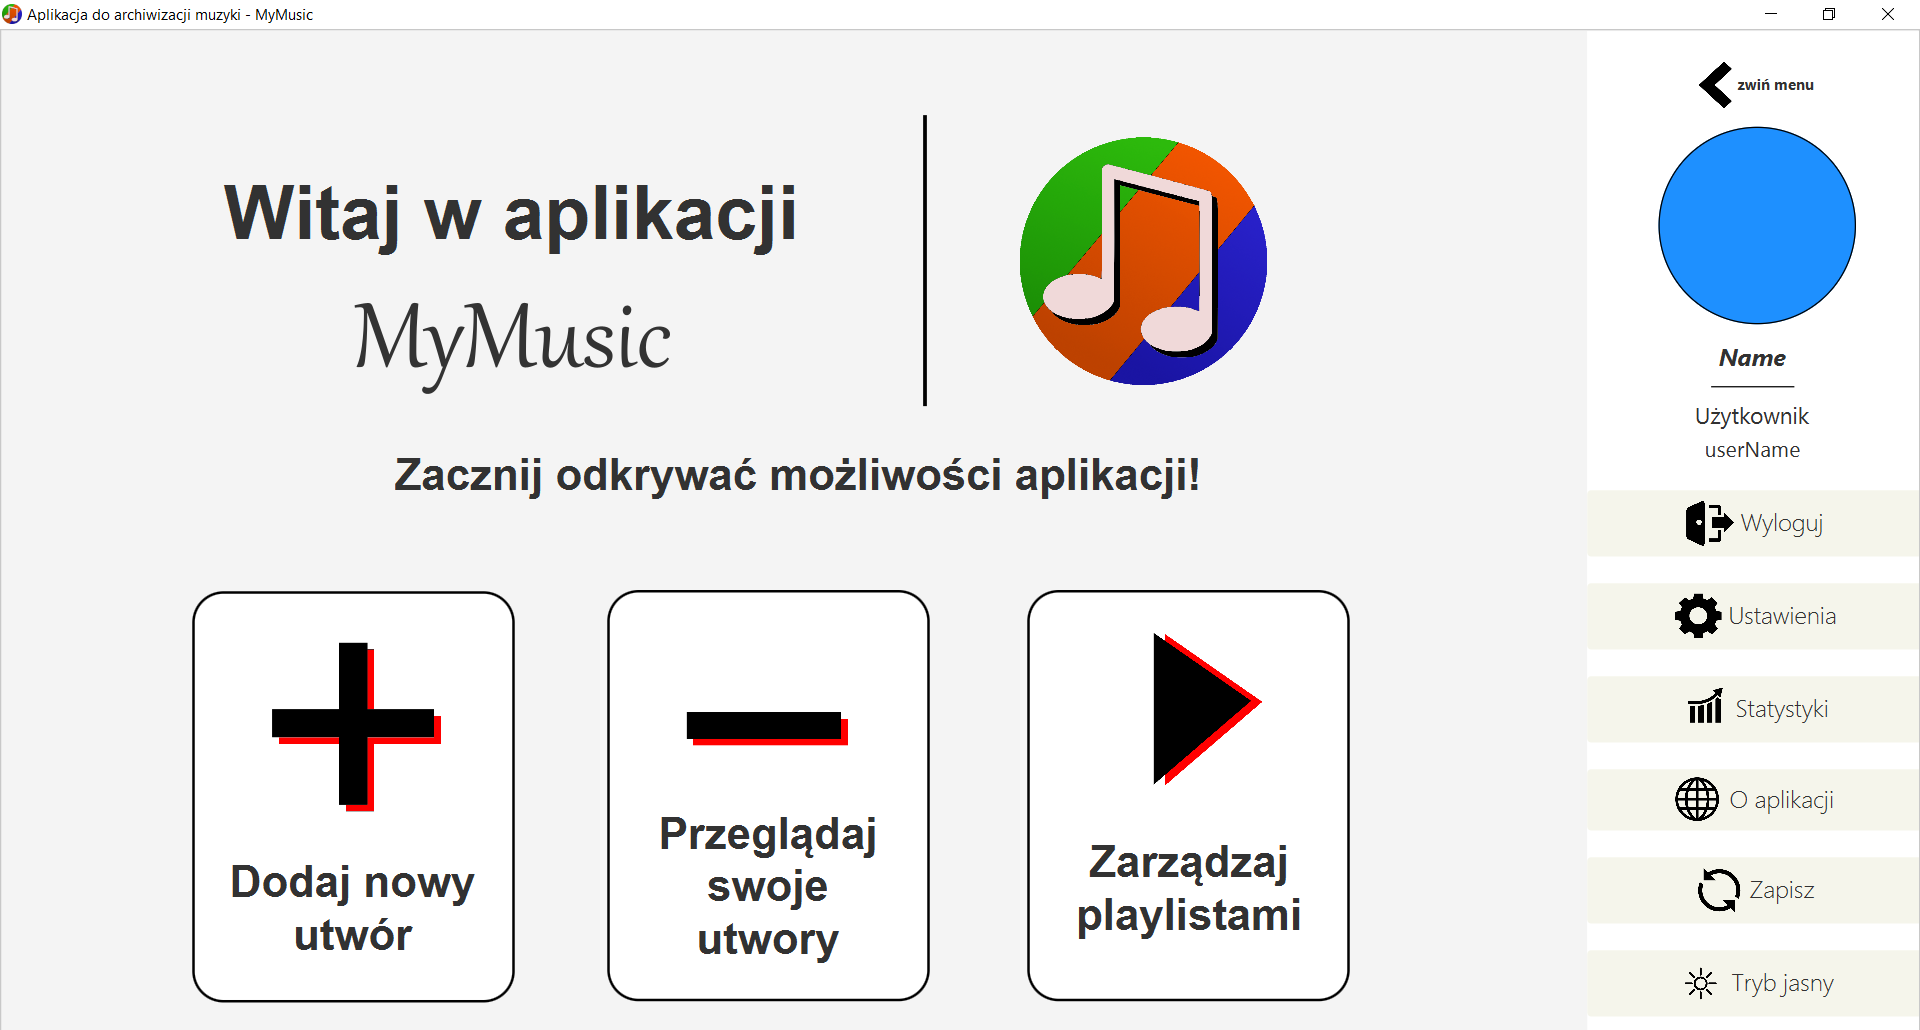 Aplikacja do archiwizacji muzyki - MyMusic
Witaj w aplikacji
MyMusic
Zacznij odkrywać możliwości aplikacji!
Dodaj nowy
utwór
Przeglądaj
swoje
utwory
Zarządzaj
playlistami
zwiń menu
Name
Użytkownik
userName
Wyloguj
Ustawienia
Statystyki
O aplikacji
Zapisz
Tryb jasny